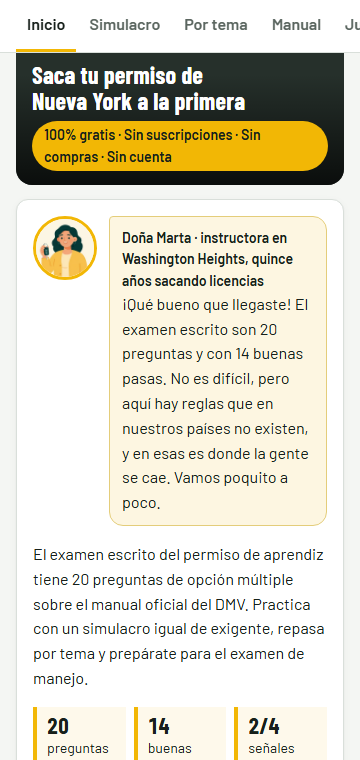 Inicio Simulacro Por tema Manual
Saca tu permiso de
Nueva York a la primera
100% gratis · Sin suscripciones · Sin
compras · Sin cuenta
Doña Marta · instructora en
Washington Heights, quince
años sacando licencias
¡Qué bueno que llegaste! El
examen escrito son 20
preguntas y con 14 buenas
pasas. No es difícil, pero
aquí hay reglas que en
nuestros países no existen,
y en esas es donde la gente
se cae. Vamos poquito a
poco.
El examen escrito del permiso de aprendiz
tiene 20 preguntas de opción múltiple
sobre el manual oficial del DMV. Practica
con un simulacro igual de exigente, repasa
por tema y prepárate para el examen de
manejo.
20 14 2/4
preguntas buenas señales